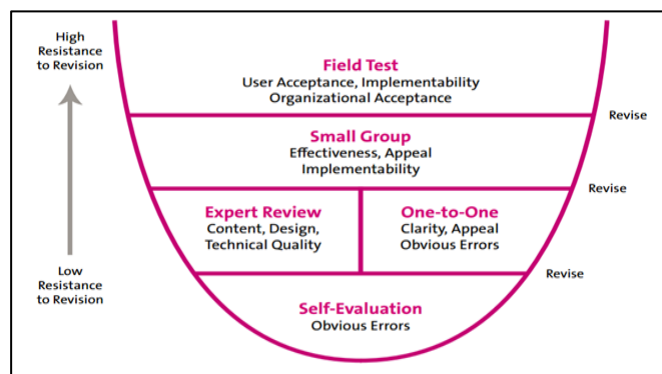 High
Resistance
to Revision
Field Test
User Acceptance, Implementability
Organizational Acceptance
Revise
Small Group
Effectiveness, Appeal
Implementability
Revise
Expert Review
Content, Design,
Technical Quality
One-to-One
Clarity, Appeal
Obvious Errors
Revise
Low
Resistance
to Revision
Self-Evaluation
Obvious Errors